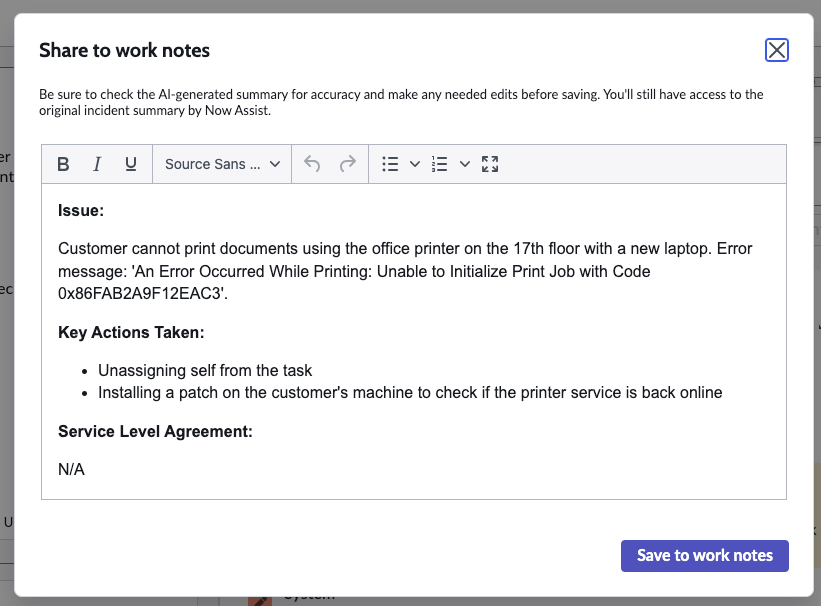 Share to work notes
Be sure to check the AI-generated summary for accuracy and make any needed edits before saving. You'll still have access to the
original incident summary by Now Assist.
B I U Source Sans ...
Issue:
Customer cannot print documents using the office printer on the 17th floor with a new laptop. Error
message: 'An Error Occurred While Printing: Unable to Initialize Print Job with Code
0x86FAB2A9F12EAC3'.
Key Actions Taken:
• Unassigning self from the task
• Installing a patch on the customer's machine to check if the printer service is back online
Service Level Agreement:
N/A
Save to work notes